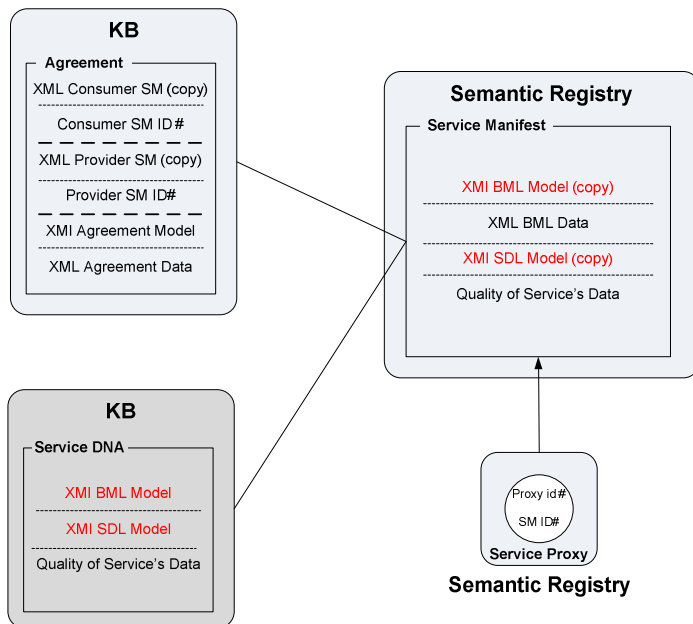 KB
Agreement
XML Consumer SM (copy)
Consumer SM ID#
XML Provider SM (copy)
Provider SM ID#
XMI Agreement Model
XML Agreement Data
Semantic Registry
Service Manifest
XMI BML Model (copy)
XML BML Data
XMI SDL Model (copy)
Quality of Service's Data
KB
Service DNA
XMI BML Model
XMI SDL Model
Quality of Service's Data
Proxy id#
SM ID#
Service Proxy
Semantic Registry